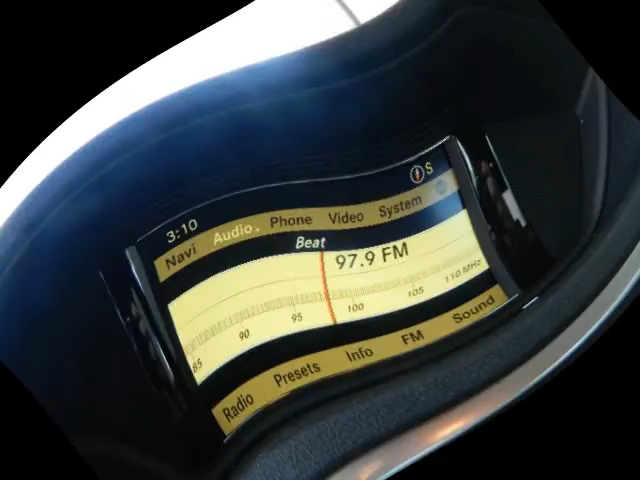 3:10 S
Navi Audio Phone Video System
Beat
97.9 FM
85 90 95 100 105 110 MHz
Radio Presets Info FM Sound